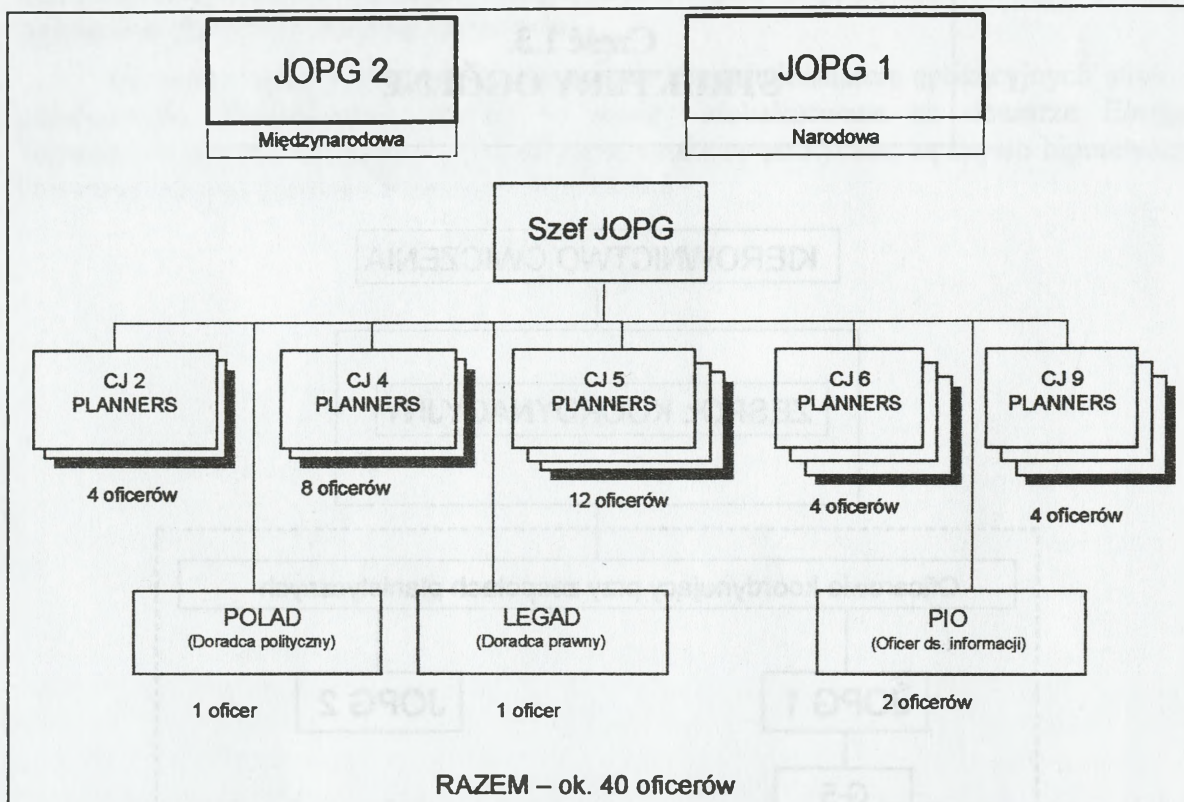 JOPG 2
JOPG 1
Międzynarodowa
Narodowa
Szef JOPG
CJ 2
PLANNERS
CJ 4
PLANNERS
CJ 5
PLANNERS
CJ 6
PLANNERS
CJ 9
PLANNERS
4 oficerów
8 oficerów
12 oficerów
4 oficerów
4 oficerów
POLAD
(Doradca polityczny)
LEGAD
(Doradca prawny)
PIO
(Oficer ds. informacji)
1 oficer
1 oficer
2 oficerów
RAZEM – ok. 40 oficerów